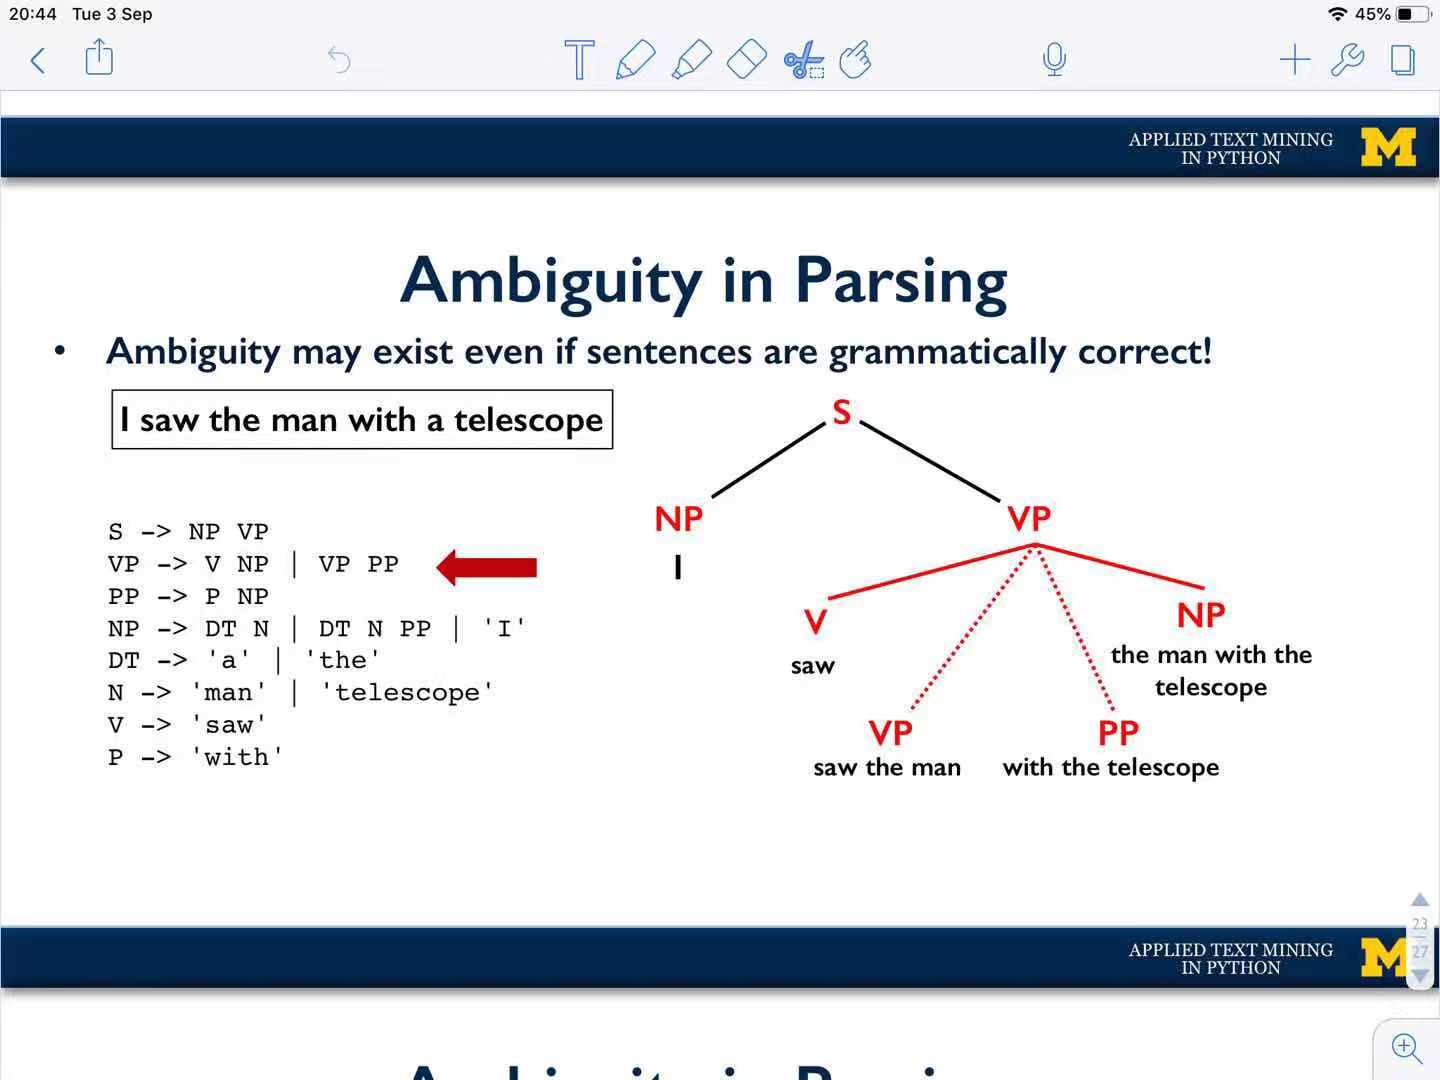 20:44 Tue 3 Sep
45%
T
APPLIED TEXT MINING
IN PYTHON
M
Ambiguity in Parsing
• Ambiguity may exist even if sentences are grammatically correct!
I saw the man with a telescope
S -> NP VP
VP -> V NP | VP PP
PP -> P NP
NP -> DT N | DT N PP | 'I'
DT -> 'a' | 'the'
N -> 'man' | 'telescope'
V -> 'saw'
P -> 'with'
S
NP
VP
I
V
NP
saw
the man with the
telescope
VP
PP
saw the man
with the telescope
23
27
APPLIED TEXT MINING
IN PYTHON
M
Ambiguity in Parsing